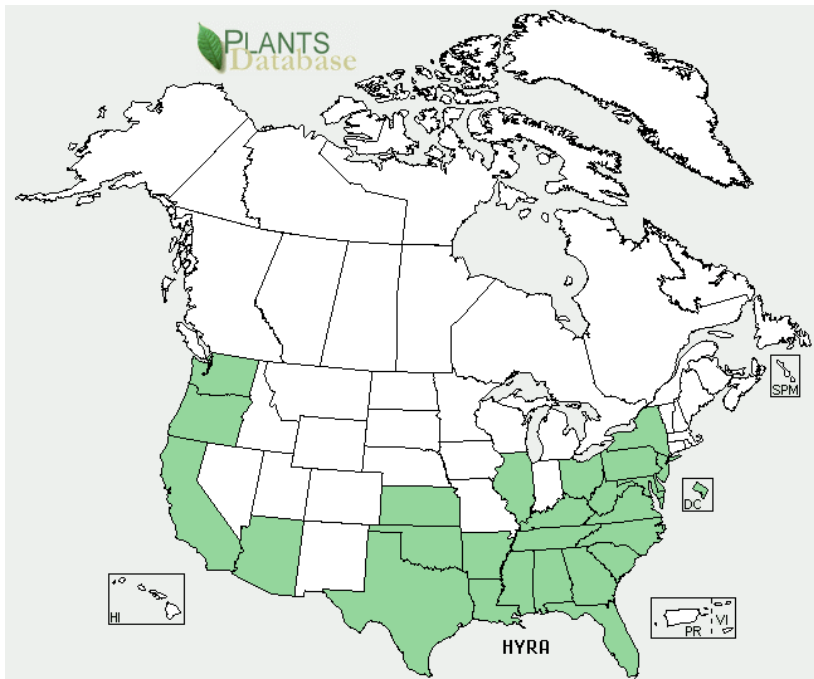 PLANTS
Database
SPM
DC
HI
PR
VI
HYRA